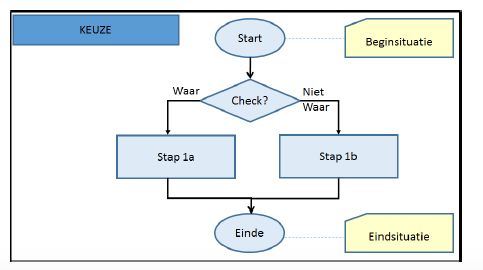 KEUZE
Start
Beginsituatie
Waar
Check?
Niet
Waar
Stap 1a
Stap 1b
Einde
Eindsituatie